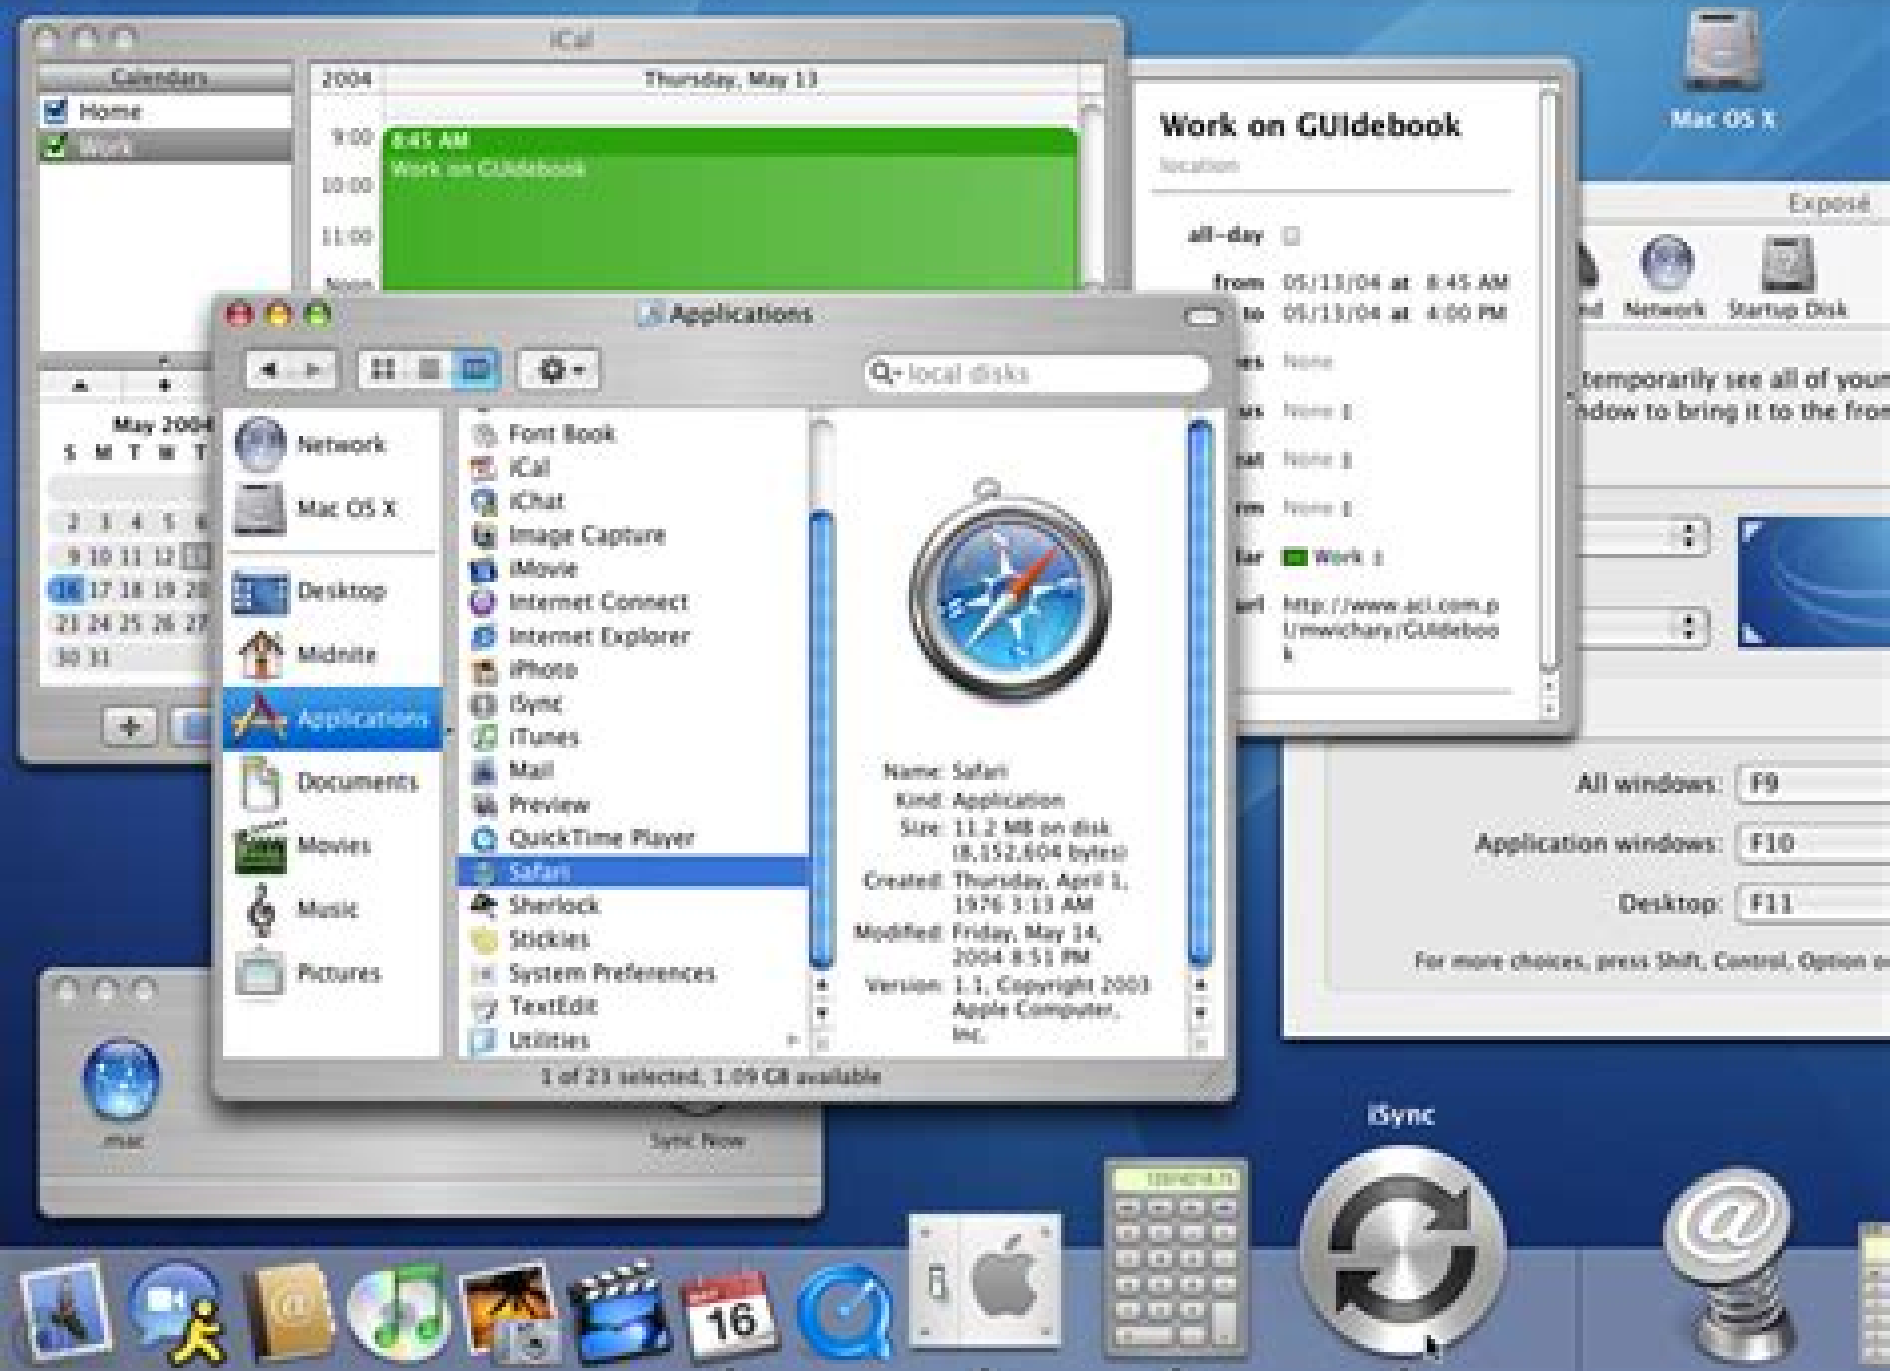 iCal
Calendars
Home
Work
2004
Thursday, May 13
9:00
10:00
11:00
Noon
8:45 AM
Work on GUIdebook
May 2004
S M T W T
2 3 4 5 6
9 10 11 12
16 17 18 19 20
23 24 25 26 27
30 31
Work on GUIdebook
location
all-day
from 05/13/04 at 8:45 AM
to 05/13/04 at 4:00 PM
None
None
None
None
Work
url http://www.aci.com.p
l/mwichary/GUIdeboo
k
Mac OS X
Exposé
Network
Startup Disk
temporarily see all of your
to bring it to the fron
All windows: F9
Application windows: F10
Desktop: F11
For more choices, press Shift, Control, Option o
Applications
local disks
Network
Mac OS X
Desktop
Midnite
Applications
Documents
Movies
Music
Pictures
Font Book
iCal
iChat
Image Capture
iMovie
Internet Connect
Internet Explorer
iPhoto
iSync
iTunes
Mail
Preview
QuickTime Player
Safari
Sherlock
Stickies
System Preferences
TextEdit
Utilities
Name: Safari
Kind: Application
Size: 11.2 MB on disk
(8,152,604 bytes)
Created: Thursday, April 1,
1976 3:13 AM
Modified: Friday, May 14,
2004 8:51 PM
Version: 1.1, Copyright 2003
Apple Computer,
Inc.
1 of 23 selected, 1.09 GB available
.mac
Sync Now
iSync
16